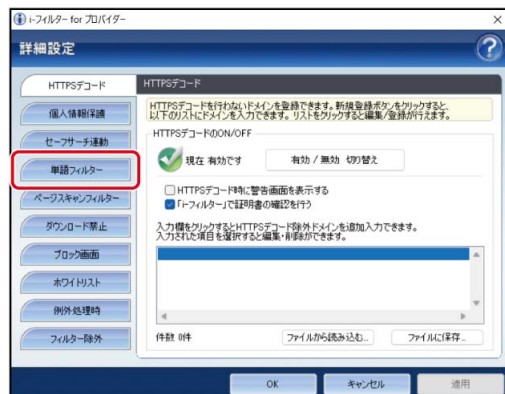 i-フィルター for プロバイダー
詳細設定
HTTPSデコード
個人情報保護
セーフサーチ連動
単語フィルター
ページスキャンフィルター
ダウンロード禁止
ブロック画面
ホワイトリスト
例外処理時
フィルター除外
HTTPSデコード
HTTPSデコードを行わないドメインを登録できます。新規登録ボタンをクリックすると、
以下のリストにドメインを入力できます。リストをクリックすると編集/登録が行えます。
HTTPSデコードのON/OFF
現在 有効です
有効 / 無効 切り替え
HTTPSデコード時に警告画面を表示する
「i-フィルター」で証明書の確認を行う
入力欄をクリックするとHTTPSデコード除外ドメインを追加入力できます。
入力された項目を選択すると編集・削除ができます。
件数 0件
ファイルから読み込む...
ファイルに保存...
OK
キャンセル
適用